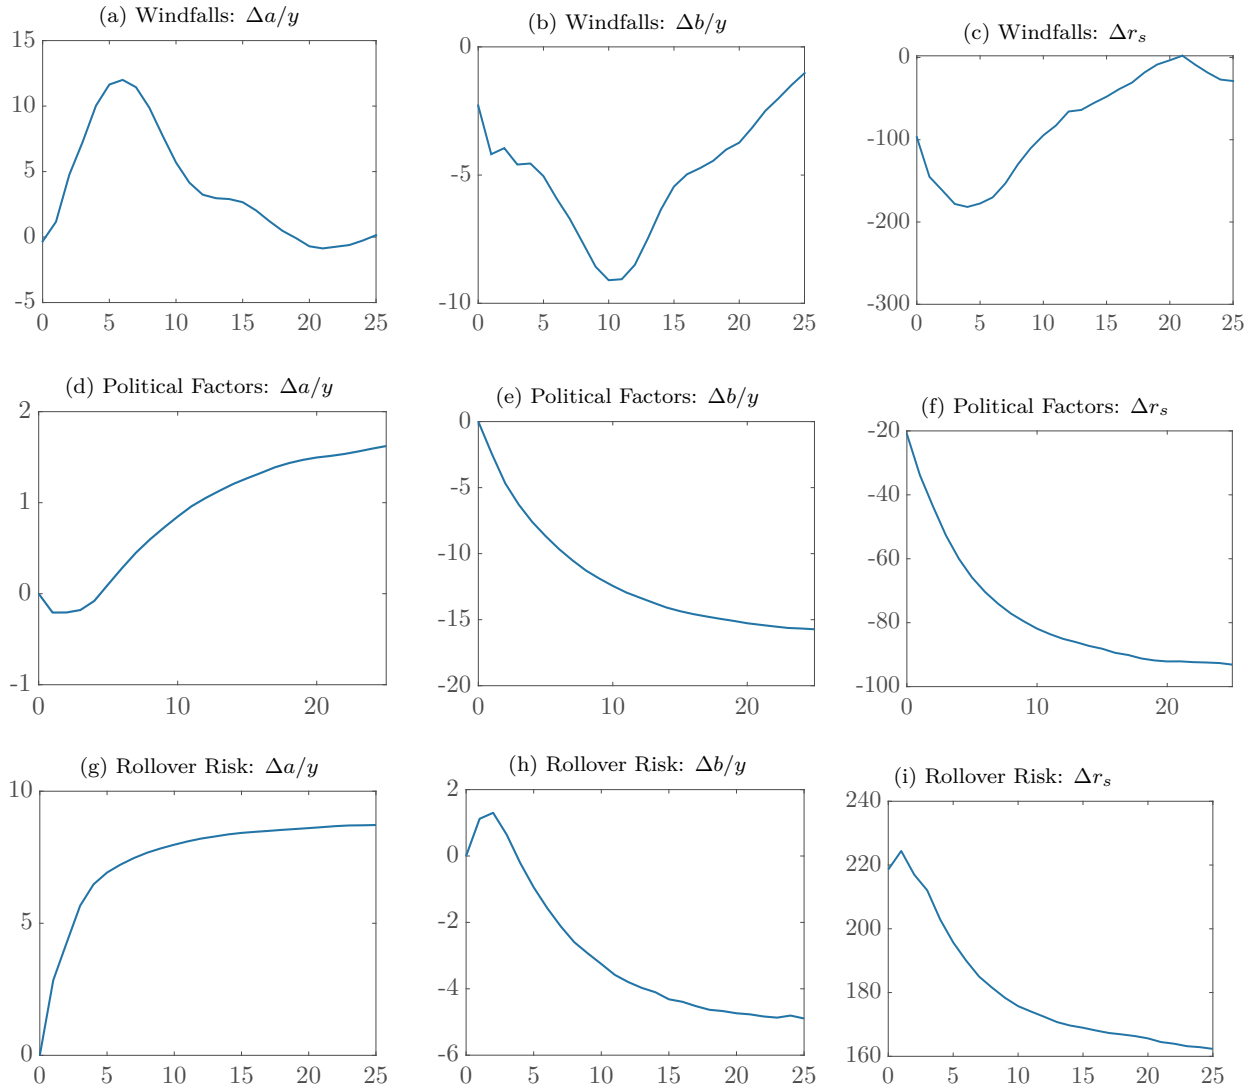 (a) Windfalls: Δa/y
15
10
5
0
-5
0 5 10 15 20 25
(b) Windfalls: Δb/y
0
-5
-10
0 5 10 15 20 25
(c) Windfalls: Δr_s
0
-100
-200
-300
0 5 10 15 20 25
(d) Political Factors: Δa/y
2
1
0
-1
0 10 20
(e) Political Factors: Δb/y
0
-5
-10
-15
-20
0 10 20
(f) Political Factors: Δr_s
-20
-40
-60
-80
-100
0 10 20
(g) Rollover Risk: Δa/y
10
5
0
0 5 10 15 20 25
(h) Rollover Risk: Δb/y
2
0
-2
-4
-6
0 5 10 15 20 25
(i) Rollover Risk: Δr_s
240
220
200
180
160
0 5 10 15 20 25